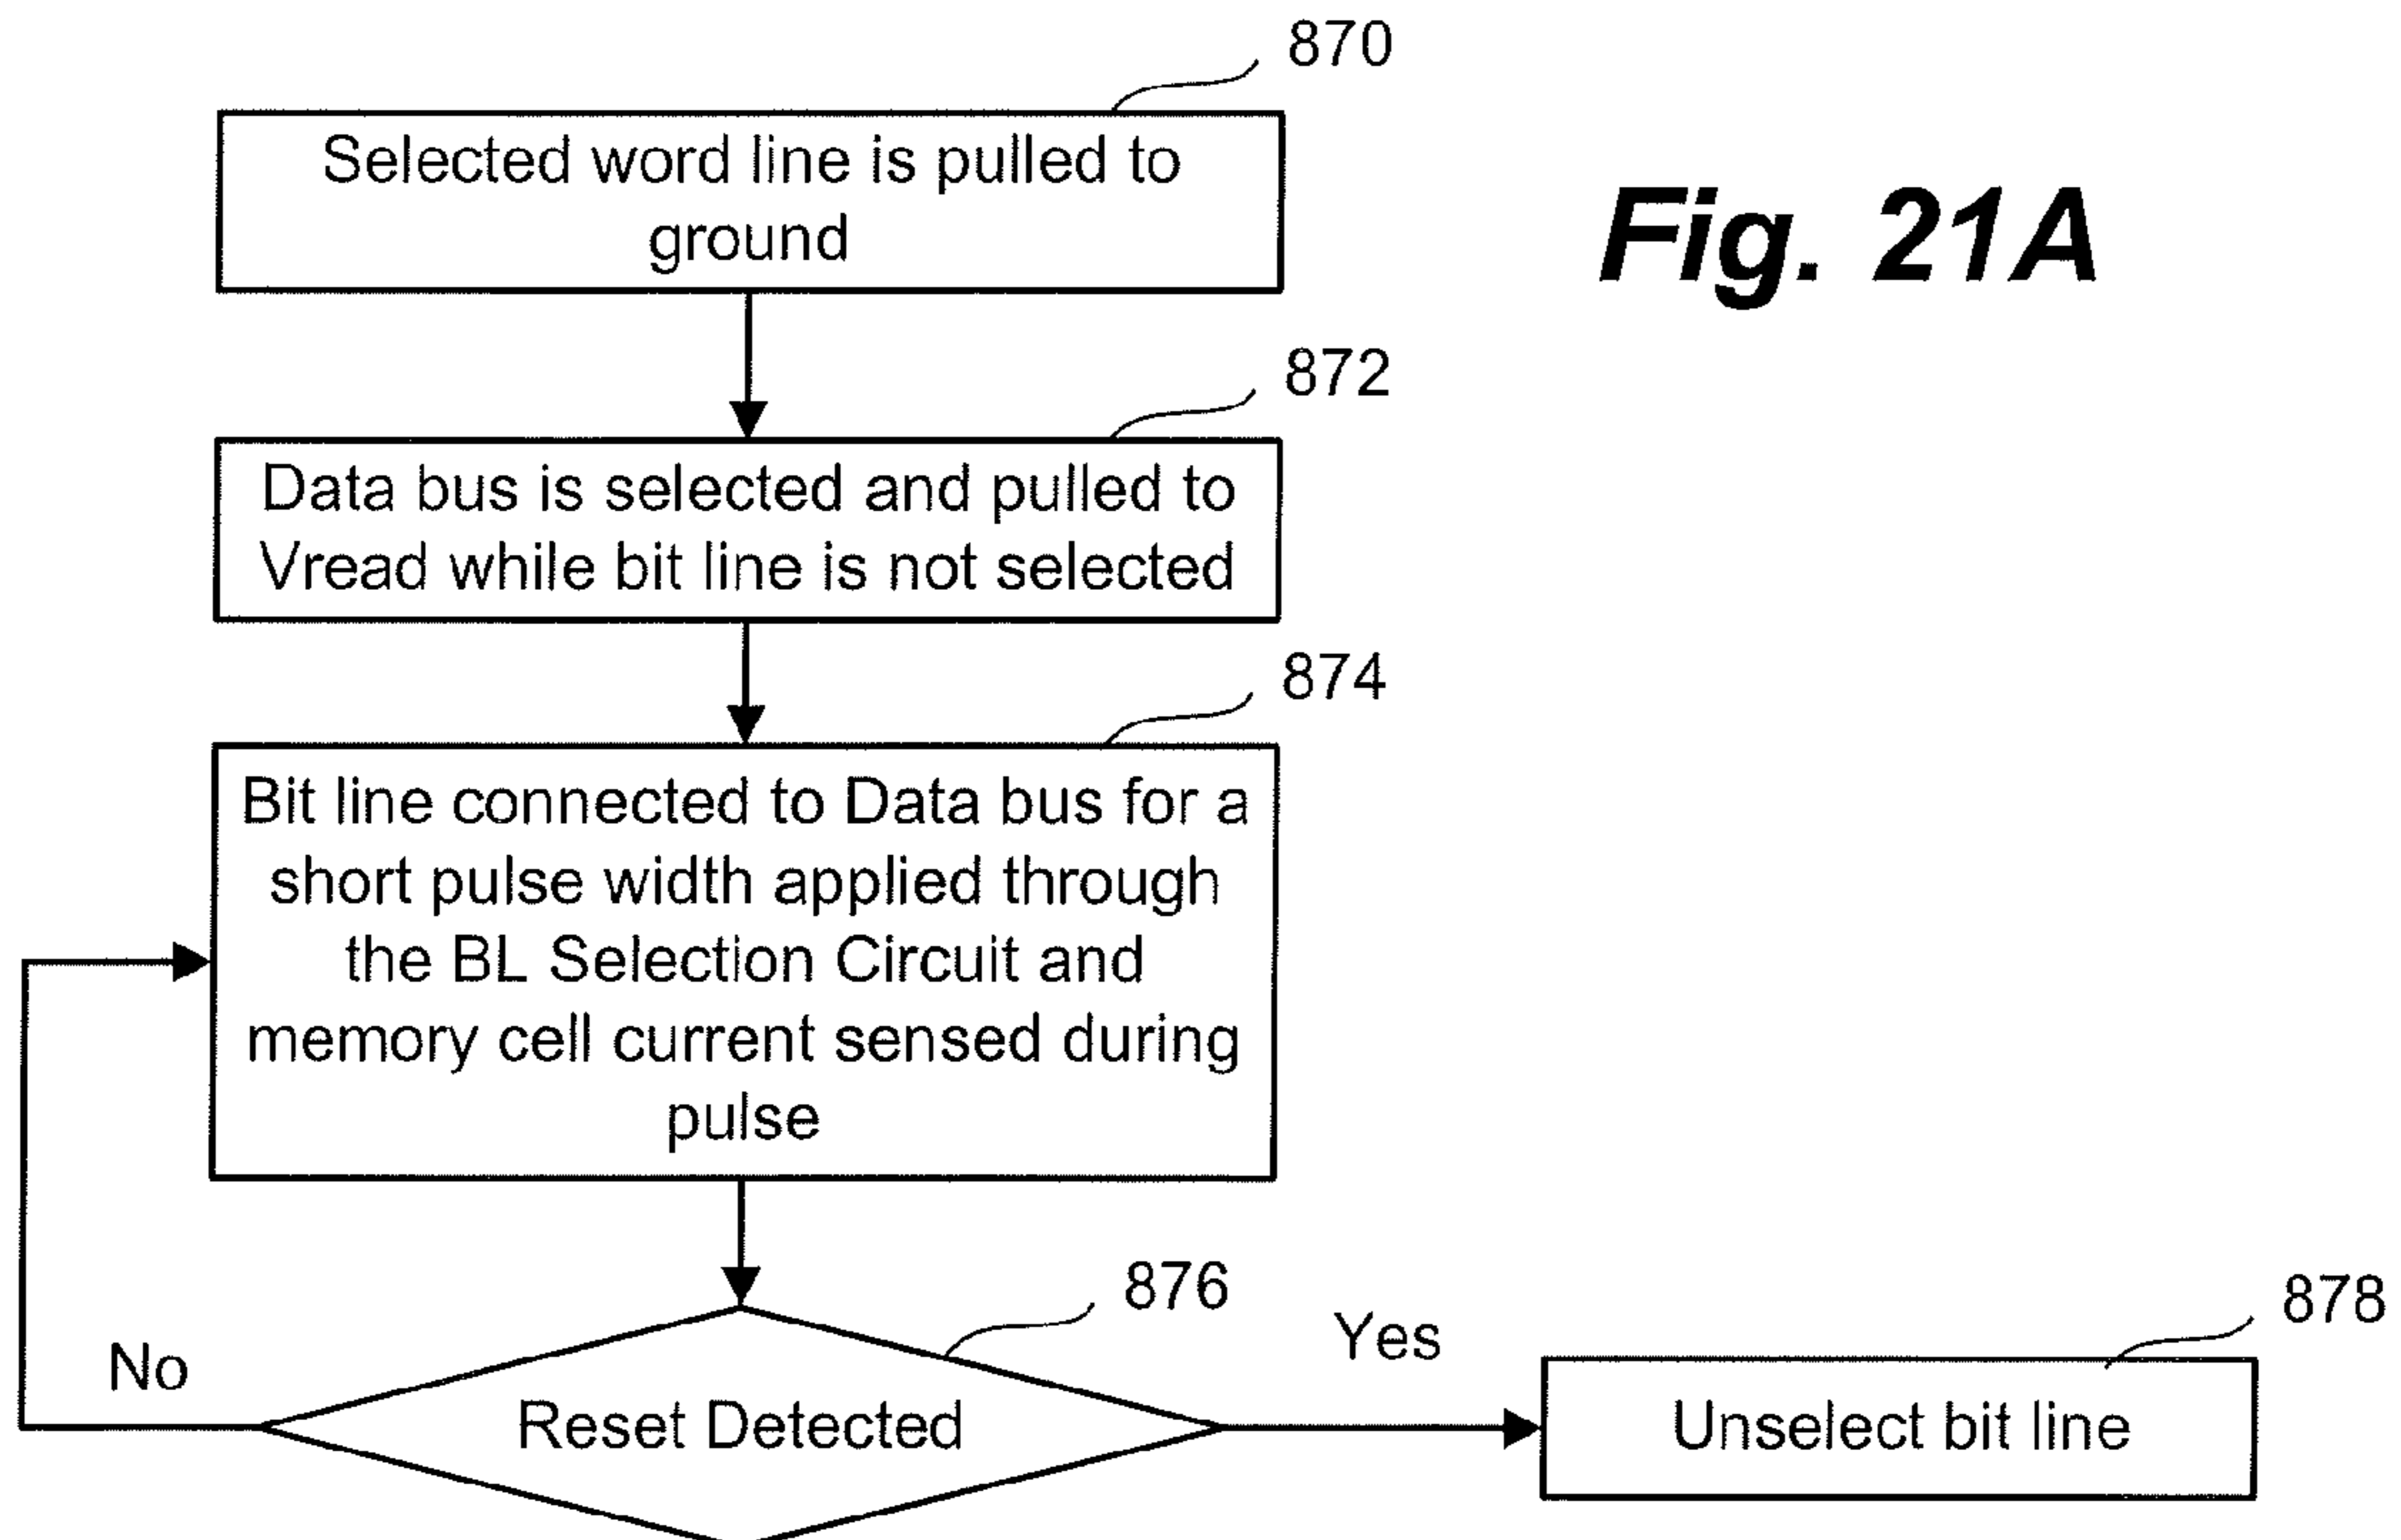 870
Selected word line is pulled to
ground
Fig. 21A
872
Data bus is selected and pulled to
Vread while bit line is not selected
874
Bit line connected to Data bus for a
short pulse width applied through
the BL Selection Circuit and
memory cell current sensed during
pulse
876
No
Reset Detected
Yes
878
Unselect bit line